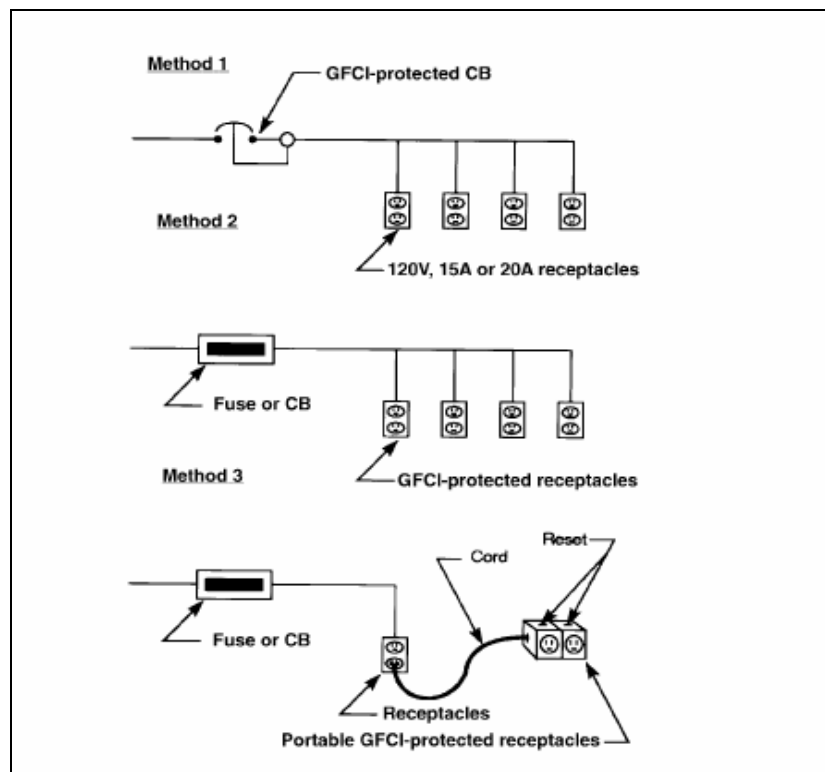 Method 1
GFCI-protected CB
Method 2
120V, 15A or 20A receptacles
Fuse or CB
GFCI-protected receptacles
Method 3
Reset
Cord
Fuse or CB
Receptacles
Portable GFCI-protected receptacles